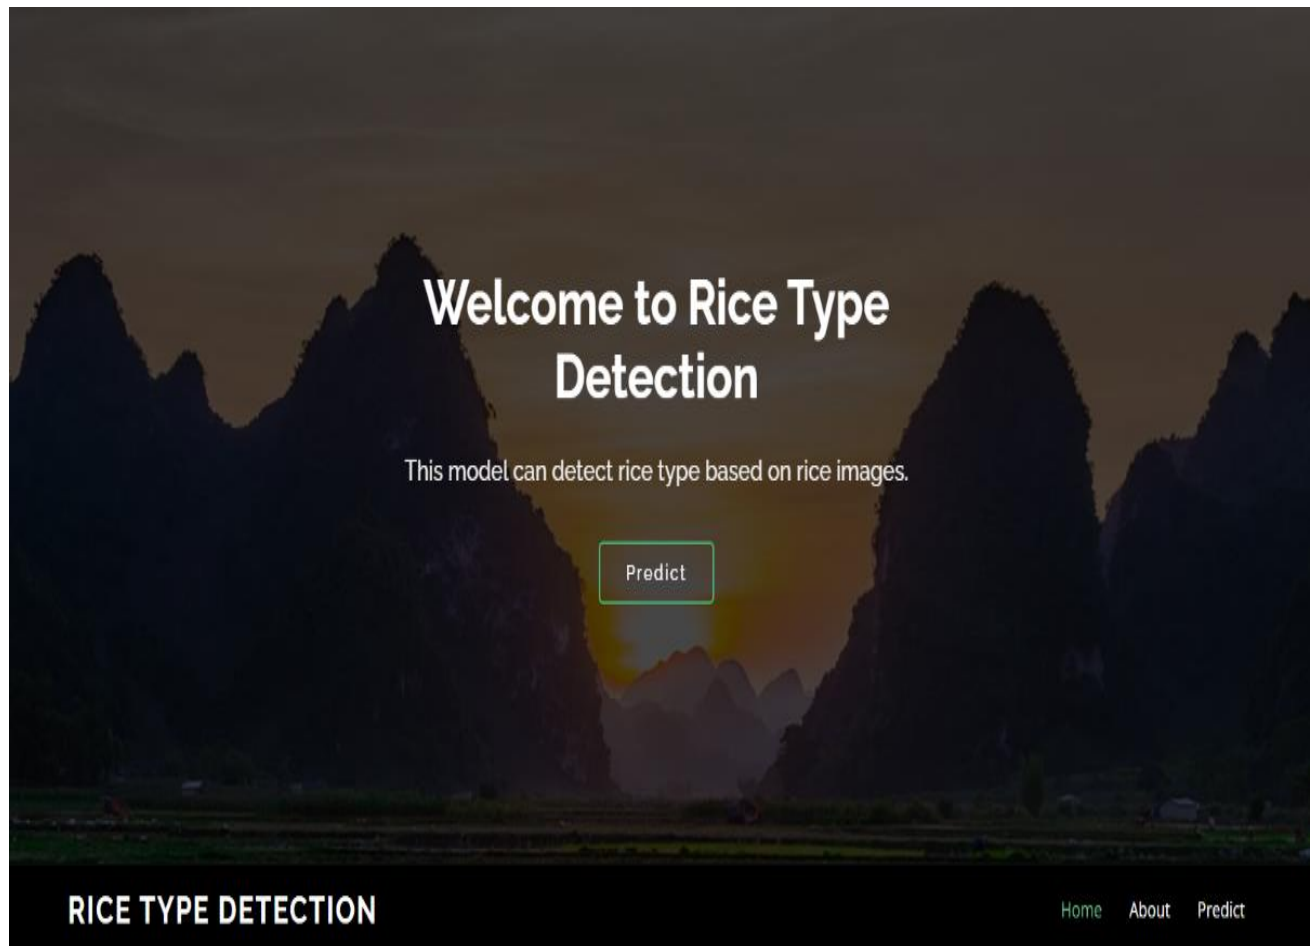 Welcome to Rice Type
Detection
This model can detect rice type based on rice images.
Predict
RICE TYPE DETECTION
Home About Predict